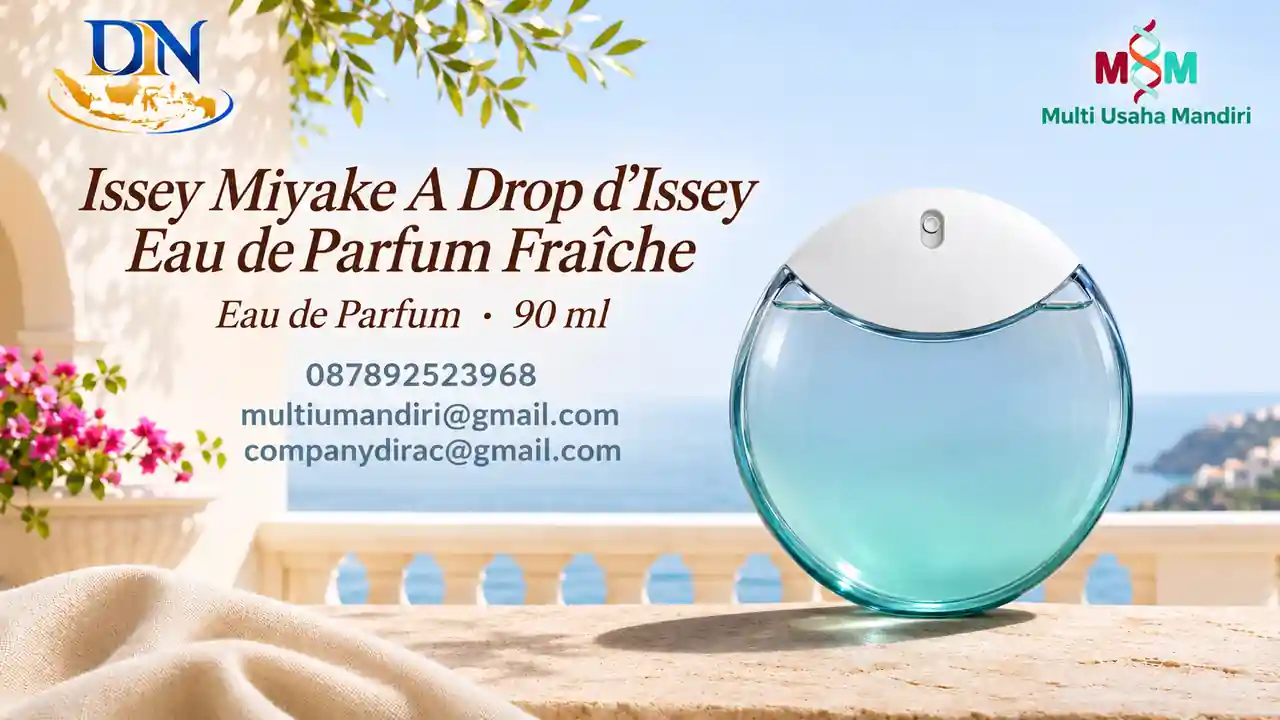 DN
MSM
Multi Usaha Mandiri
Issey Miyake A Drop d'Issey
Eau de Parfum Fraîche
Eau de Parfum · 90 ml
087892523968
multiumandiri@gmail.com
companydirac@gmail.com